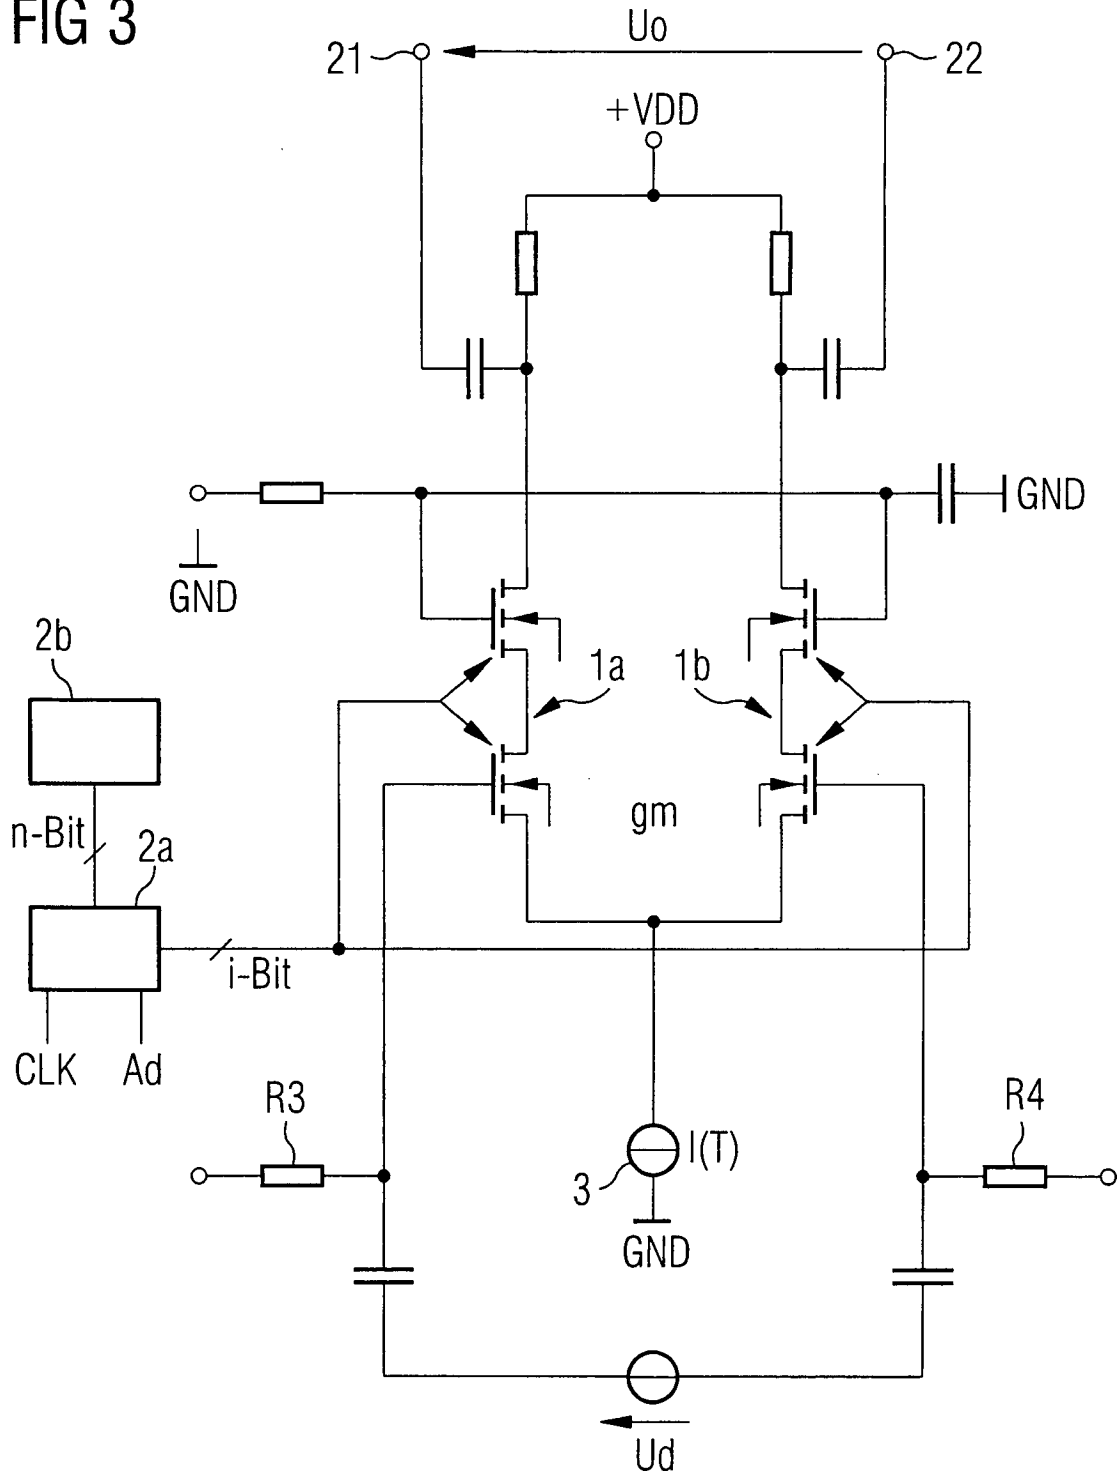 FIG 3
Uo
21
22
+VDD
GND
GND
2b
1a
1b
n-Bit
2a
gm
i-Bit
CLK
Ad
R3
R4
I(T)
3
GND
Ud